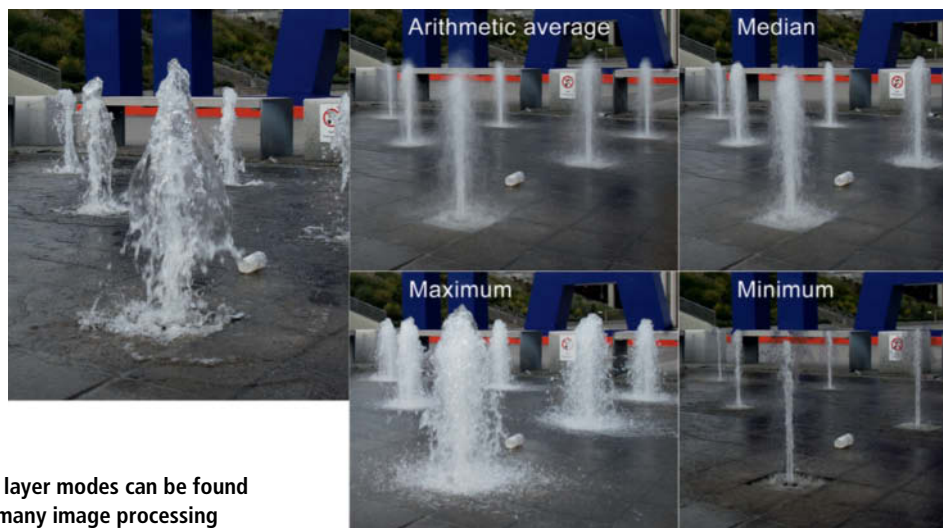 Arithmetic average
Median
Maximum
Minimum
layer modes can be found
many image processing